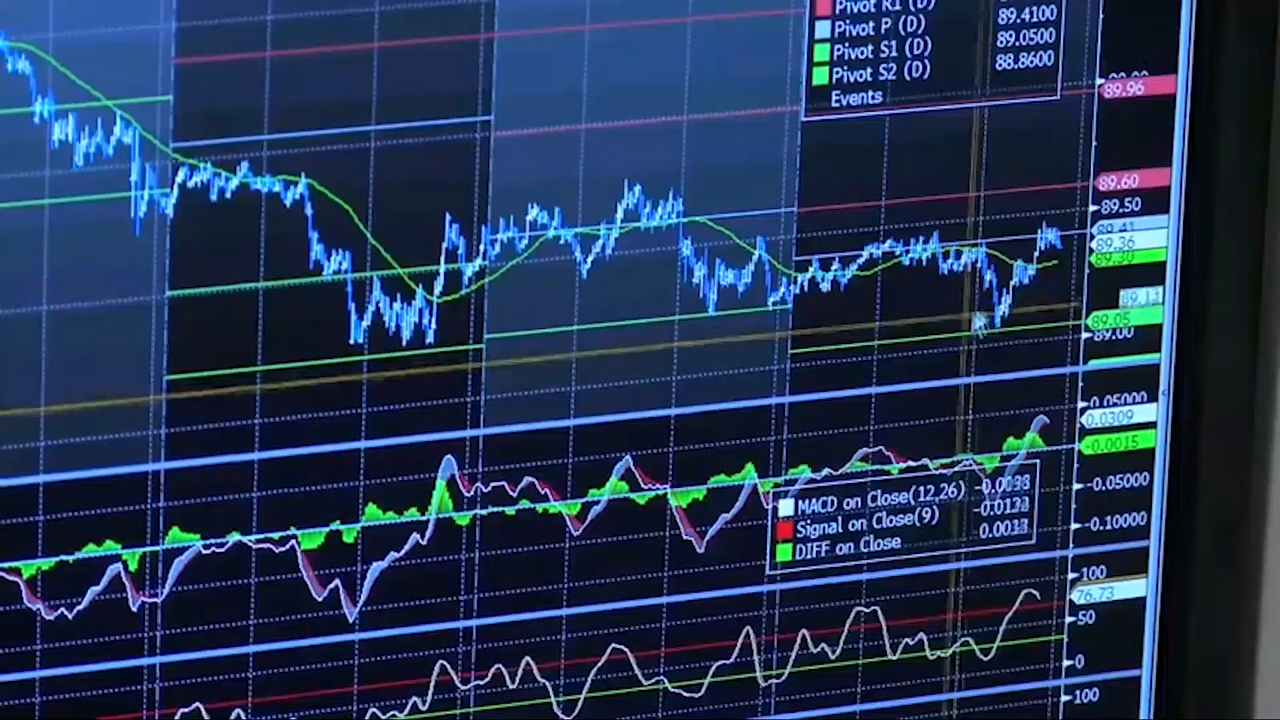 Pivot R1 (D)
Pivot P (D) 89.4100
Pivot S1 (D) 89.0500
Pivot S2 (D) 88.8600
Events
89.96
89.60
89.50
89.41
89.36
89.30
89.05
89.00
0.05000
0.0309
-0.0015
-0.05000
-0.10000
MACD on Close(12,26)
Signal on Close(9)
DIFF on Close
100
76.73
50
0
100